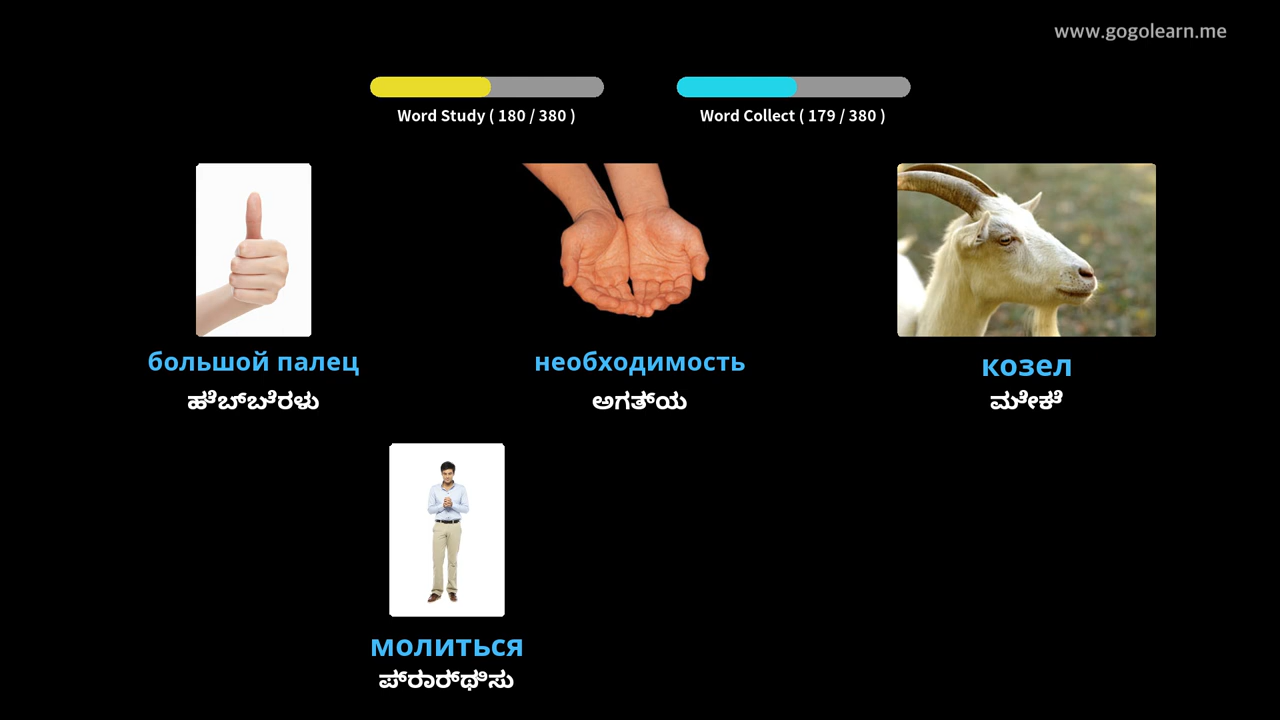 www.gogolearn.me
Word Study ( 180 / 380 )
Word Collect ( 179 / 380 )
большой палец
ಹೆಬ್ಬೆರಳು
необходимость
ಅಗತ್ಯ
козел
ಮೇಕೆ
молиться
ಪ್ರಾರ್ಥಿಸು